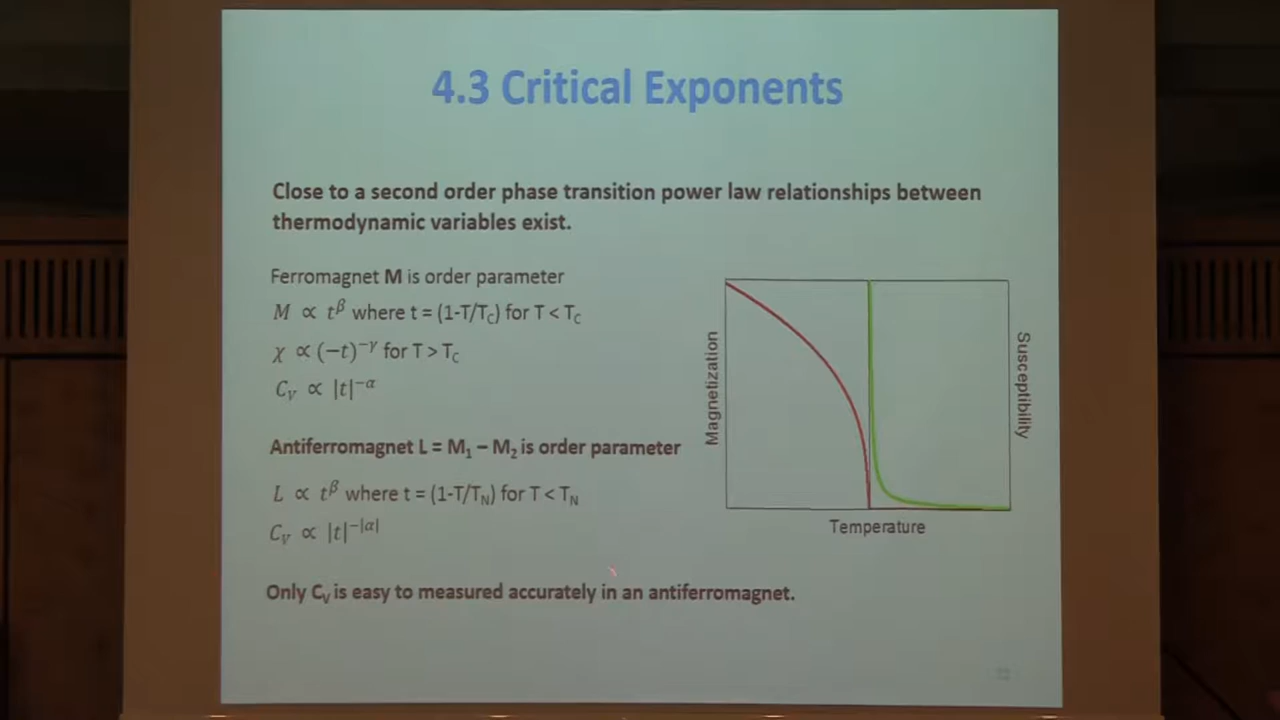 4.3 Critical Exponents
Close to a second order phase transition power law relationships between
thermodynamic variables exist.
Ferromagnet M is order parameter
M ∝ t^β where t = (1-T/T_C) for T < T_C
χ ∝ (−t)^−γ for T > T_C
C_V ∝ |t|^−α
Antiferromagnet L = M_1 – M_2 is order parameter
L ∝ t^β where t = (1-T/T_N) for T < T_N
C_V ∝ |t|^−|α|
Only C_V is easy to measured accurately in an antiferromagnet.
Magnetization
Susceptibility
Temperature